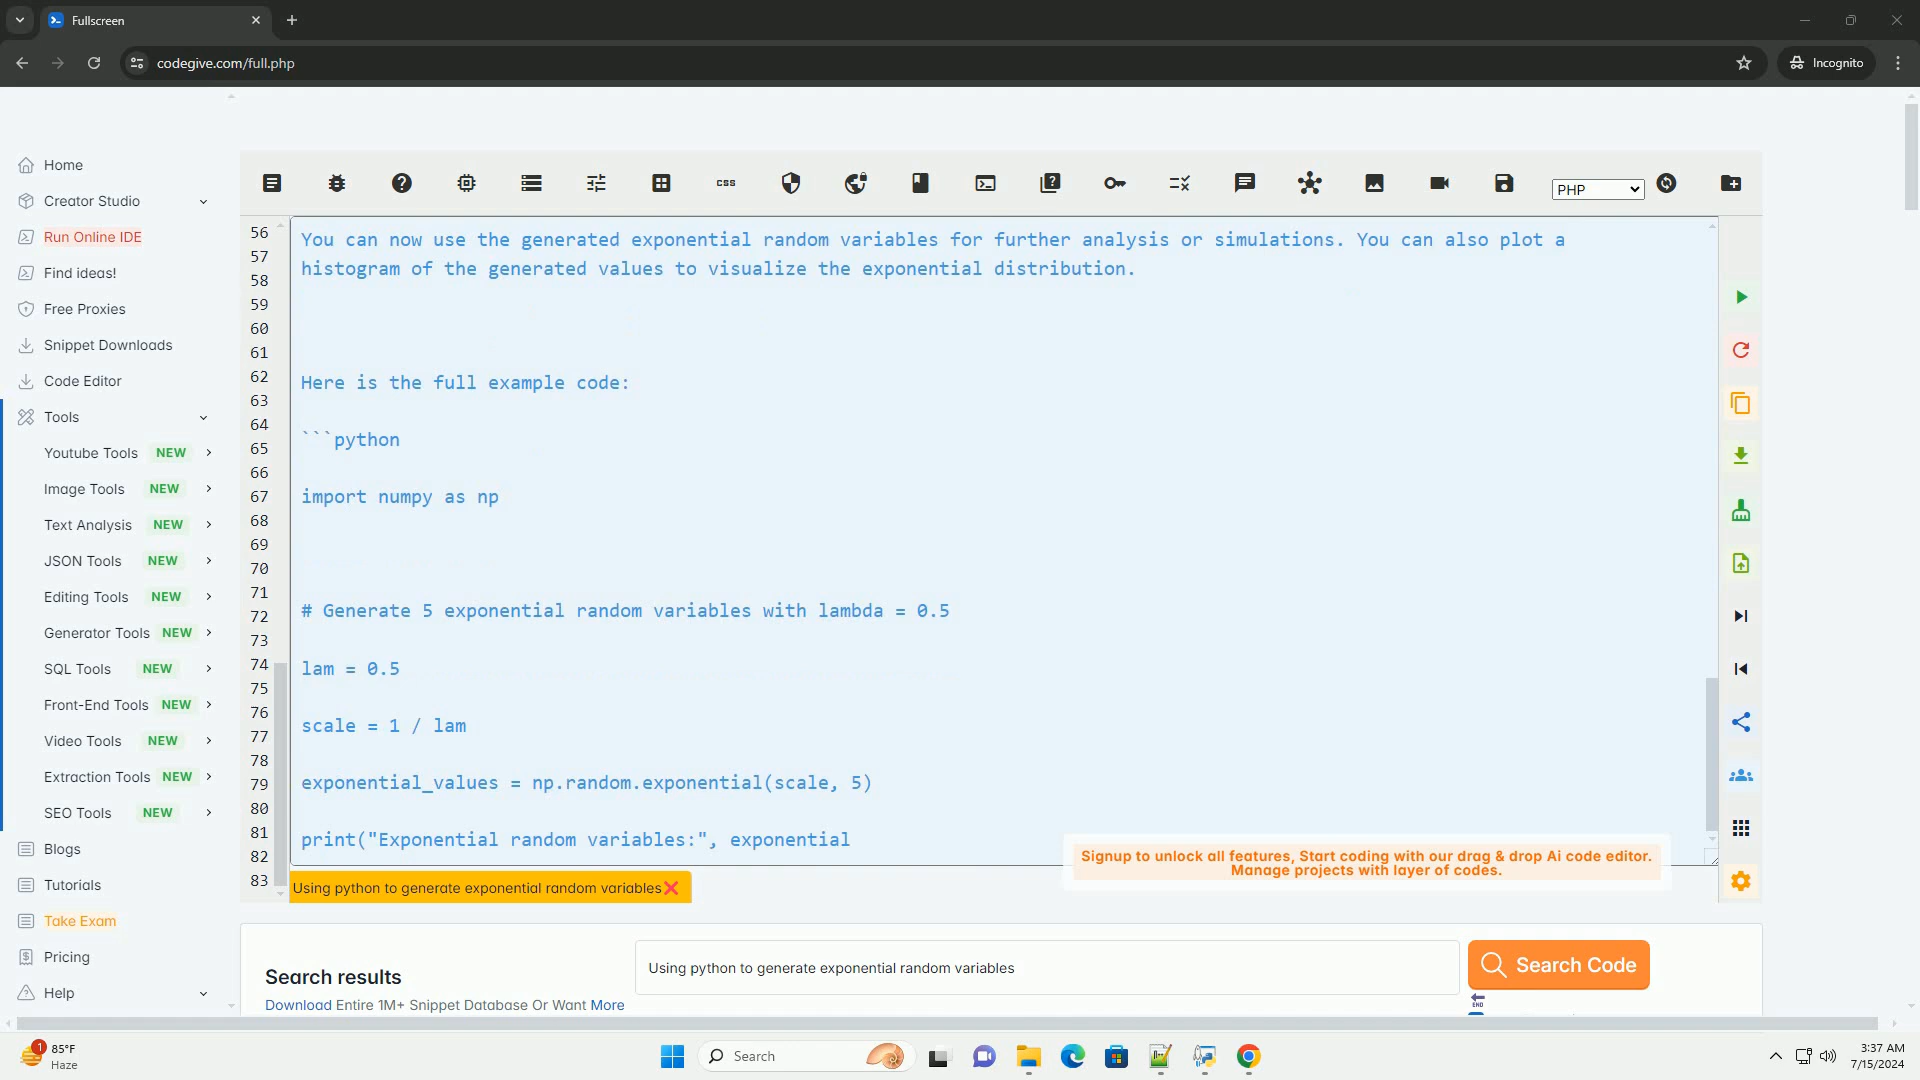 Fullscreen
codegive.com/full.php
Incognito
Home
Creator Studio
Run Online IDE
Find ideas!
Free Proxies
Snippet Downloads
Code Editor
Tools
Youtube Tools NEW
Image Tools NEW
Text Analysis NEW
JSON Tools NEW
Editing Tools NEW
Generator Tools NEW
SQL Tools NEW
Front-End Tools NEW
Video Tools NEW
Extraction Tools NEW
SEO Tools NEW
Blogs
Tutorials
Take Exam
Pricing
Help
css
PHP
56
57
58
59
60
61
62
63
64
65
66
67
68
69
70
71
72
73
74
75
76
77
78
79
80
81
82
83
You can now use the generated exponential random variables for further analysis or simulations. You can also plot a
histogram of the generated values to visualize the exponential distribution.
Here is the full example code:
```python
import numpy as np
# Generate 5 exponential random variables with lambda = 0.5
lam = 0.5
scale = 1 / lam
exponential_values = np.random.exponential(scale, 5)
print("Exponential random variables:", exponential
Signup to unlock all features, Start coding with our drag & drop Ai code editor.
Manage projects with layer of codes.
Using python to generate exponential random variables
Search results
Download Entire 1M+ Snippet Database Or Want More
Using python to generate exponential random variables
Search Code
END
1
85°F
Haze
Search
3:37 AM
7/15/2024